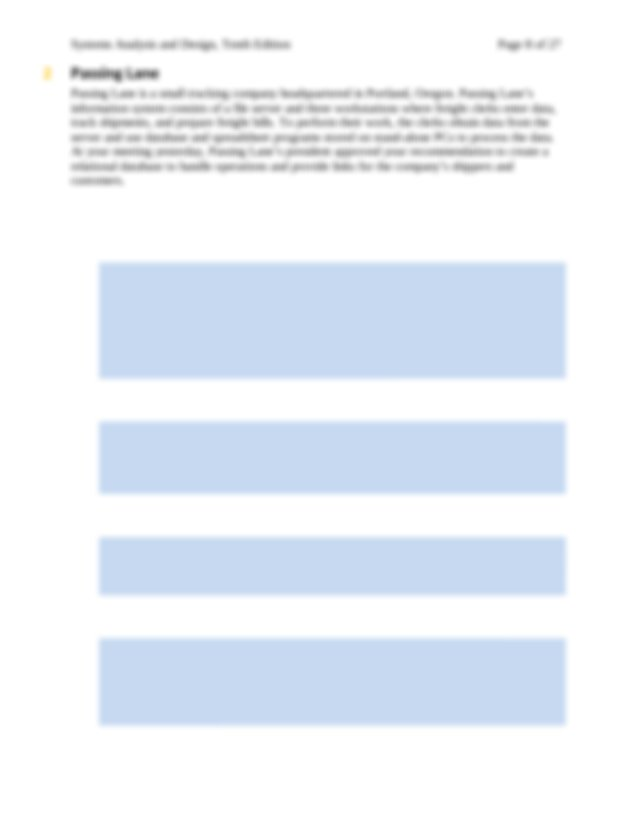 Systems Analysis and Design, Tenth Edition Page 8 of 27
2 Passing Lane
Passing Lane is a small trucking company headquartered in Portland, Oregon. Passing Lane's
information system consists of a file server and three workstations where freight clerks enter data,
track shipments, and prepare freight bills. To perform their work, the clerks obtain data from the
server and use database and spreadsheet programs stored on stand-alone PCs to process the data.
At your meeting yesterday, Passing Lane's president approved your recommendation to create a
relational database to handle operations and provide links for the company's shippers and
customers.